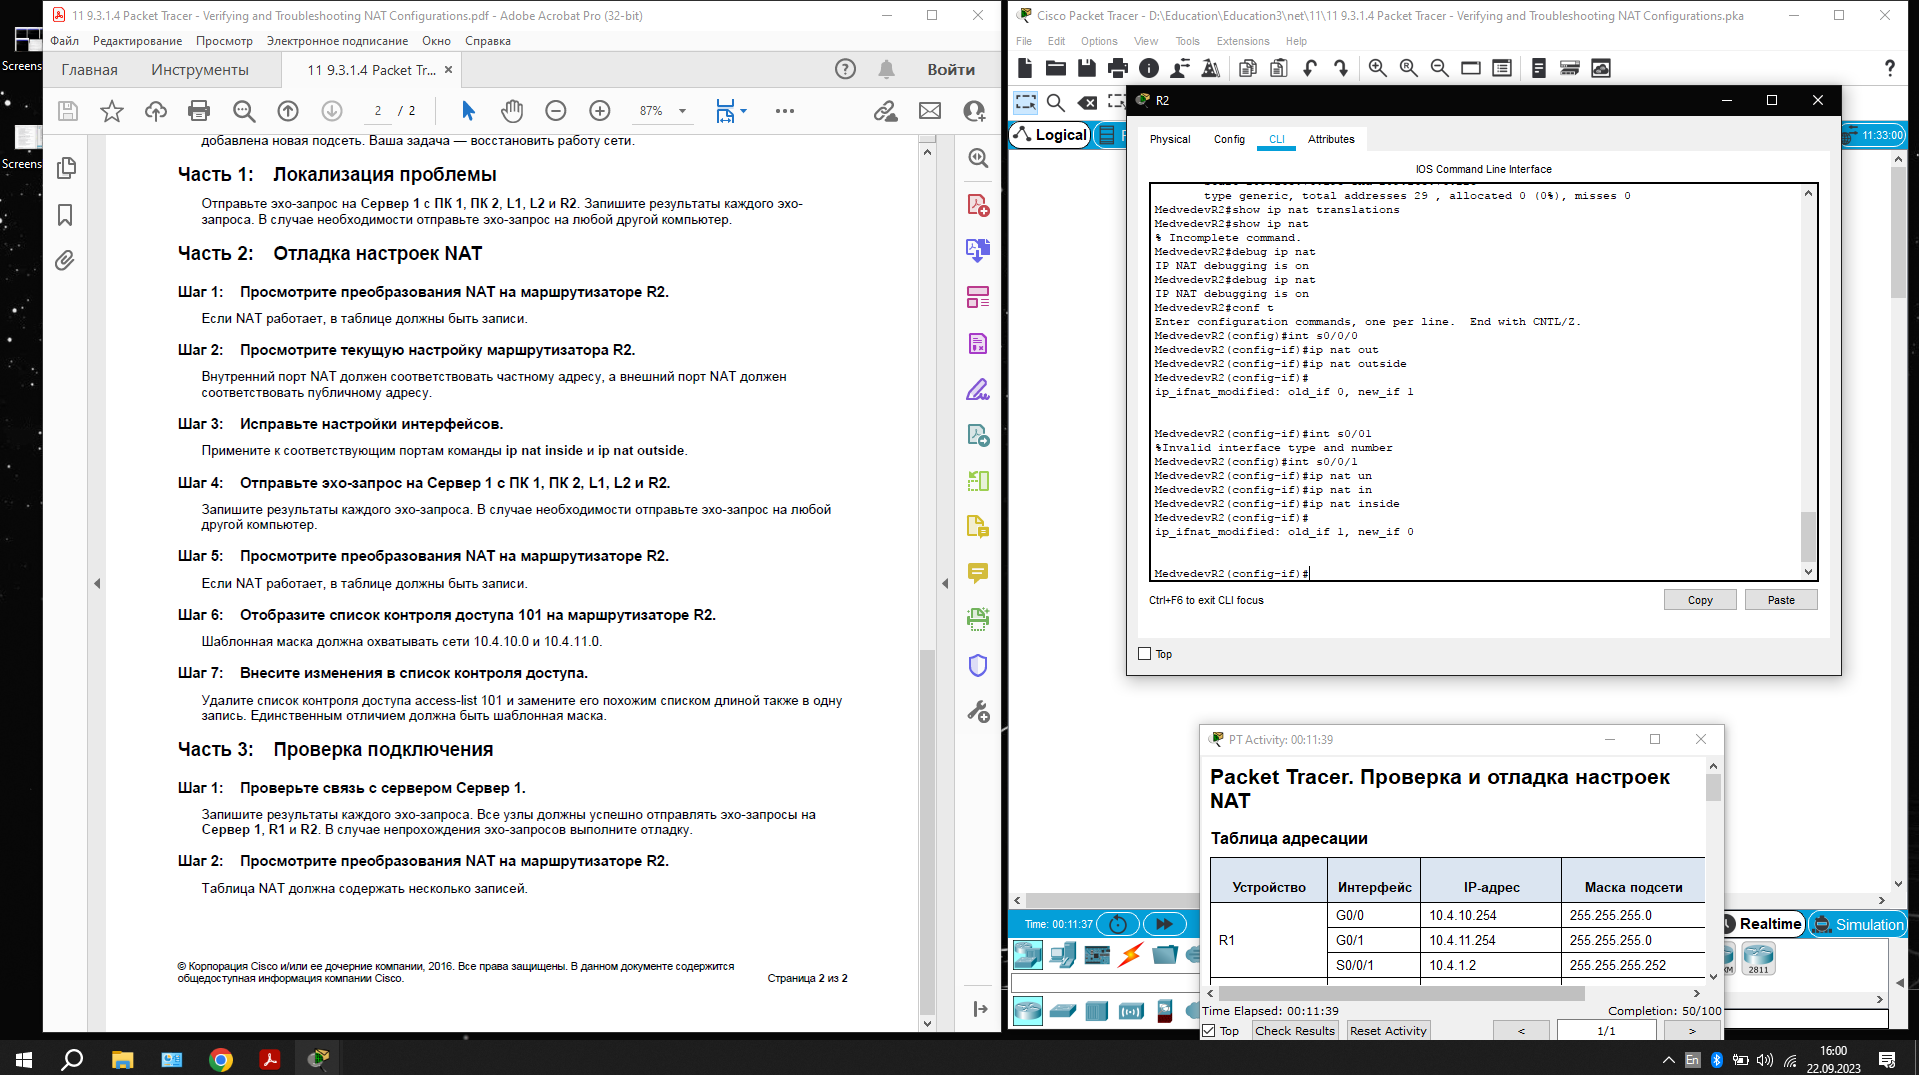 Screens
Screens
11 9.3.1.4 Packet Tracer - Verifying and Troubleshooting NAT Configurations.pdf - Adobe Acrobat Pro (32-bit)
Файл Редактирование Просмотр Электронное подписание Окно Справка
Главная Инструменты 11 9.3.1.4 Packet Tr... × Войти
2 / 2 87%
добавлена новая подсеть. Ваша задача — восстановить работу сети.
Часть 1: Локализация проблемы
Отправьте эхо-запрос на Сервер 1 с ПК 1, ПК 2, L1, L2 и R2. Запишите результаты каждого эхо-
запроса. В случае необходимости отправьте эхо-запрос на любой другой компьютер.
Часть 2: Отладка настроек NAT
Шаг 1: Просмотрите преобразования NAT на маршрутизаторе R2.
Если NAT работает, в таблице должны быть записи.
Шаг 2: Просмотрите текущую настройку маршрутизатора R2.
Внутренний порт NAT должен соответствовать частному адресу, а внешний порт NAT должен
соответствовать публичному адресу.
Шаг 3: Исправьте настройки интерфейсов.
Примените к соответствующим портам команды ip nat inside и ip nat outside.
Шаг 4: Отправьте эхо-запрос на Сервер 1 с ПК 1, ПК 2, L1, L2 и R2.
Запишите результаты каждого эхо-запроса. В случае необходимости отправьте эхо-запрос на любой
другой компьютер.
Шаг 5: Просмотрите преобразования NAT на маршрутизаторе R2.
Если NAT работает, в таблице должны быть записи.
Шаг 6: Отобразите список контроля доступа 101 на маршрутизаторе R2.
Шаблонная маска должна охватывать сети 10.4.10.0 и 10.4.11.0.
Шаг 7: Внесите изменения в список контроля доступа.
Удалите список контроля доступа access-list 101 и замените его похожим списком длиной также в одну
запись. Единственным отличием должна быть шаблонная маска.
Часть 3: Проверка подключения
Шаг 1: Проверьте связь с сервером Сервер 1.
Запишите результаты каждого эхо-запроса. Все узлы должны успешно отправлять эхо-запросы на
Сервер 1, R1 и R2. В случае непрохождения эхо-запросов выполните отладку.
Шаг 2: Просмотрите преобразования NAT на маршрутизаторе R2.
Таблица NAT должна содержать несколько записей.
© Корпорация Cisco и/или ее дочерние компании, 2016. Все права защищены. В данном документе содержится
общедоступная информация компании Cisco. Страница 2 из 2
Cisco Packet Tracer - D:\Education\Education3\net\11\11 9.3.1.4 Packet Tracer - Verifying and Troubleshooting NAT Configurations.pka
File Edit Options View Tools Extensions Help
Logical
11:33:00
R2
Physical Config CLI Attributes
IOS Command Line Interface
type generic, total addresses 29 , allocated 0 (0%), misses 0
MedvedevR2#show ip nat translations
MedvedevR2#show ip nat
% Incomplete command.
MedvedevR2#debug ip nat
IP NAT debugging is on
MedvedevR2#debug ip nat
IP NAT debugging is on
MedvedevR2#conf t
Enter configuration commands, one per line.  End with CNTL/Z.
MedvedevR2(config)#int s0/0/0
MedvedevR2(config-if)#ip nat out
MedvedevR2(config-if)#ip nat outside
MedvedevR2(config-if)#
ip_ifnat_modified: old_if 0, new_if 1
MedvedevR2(config-if)#int s0/01
%Invalid interface type and number
MedvedevR2(config)#int s0/0/1
MedvedevR2(config-if)#ip nat un
MedvedevR2(config-if)#ip nat in
MedvedevR2(config-if)#ip nat inside
MedvedevR2(config-if)#
ip_ifnat_modified: old_if 1, new_if 0
MedvedevR2(config-if)#
Ctrl+F6 to exit CLI focus Copy Paste
Top
PT Activity: 00:11:39
Packet Tracer. Проверка и отладка настроек
NAT
Таблица адресации
Устройство Интерфейс IP-адрес Маска подсети
R1 G0/0 10.4.10.254 255.255.255.0
G0/1 10.4.11.254 255.255.255.0
S0/0/1 10.4.1.2 255.255.255.252
Time Elapsed: 00:11:39 Completion: 50/100
Top Check Results Reset Activity < 1/1 >
Time: 00:11:37
Realtime Simulation
2811
En
16:00
22.09.2023